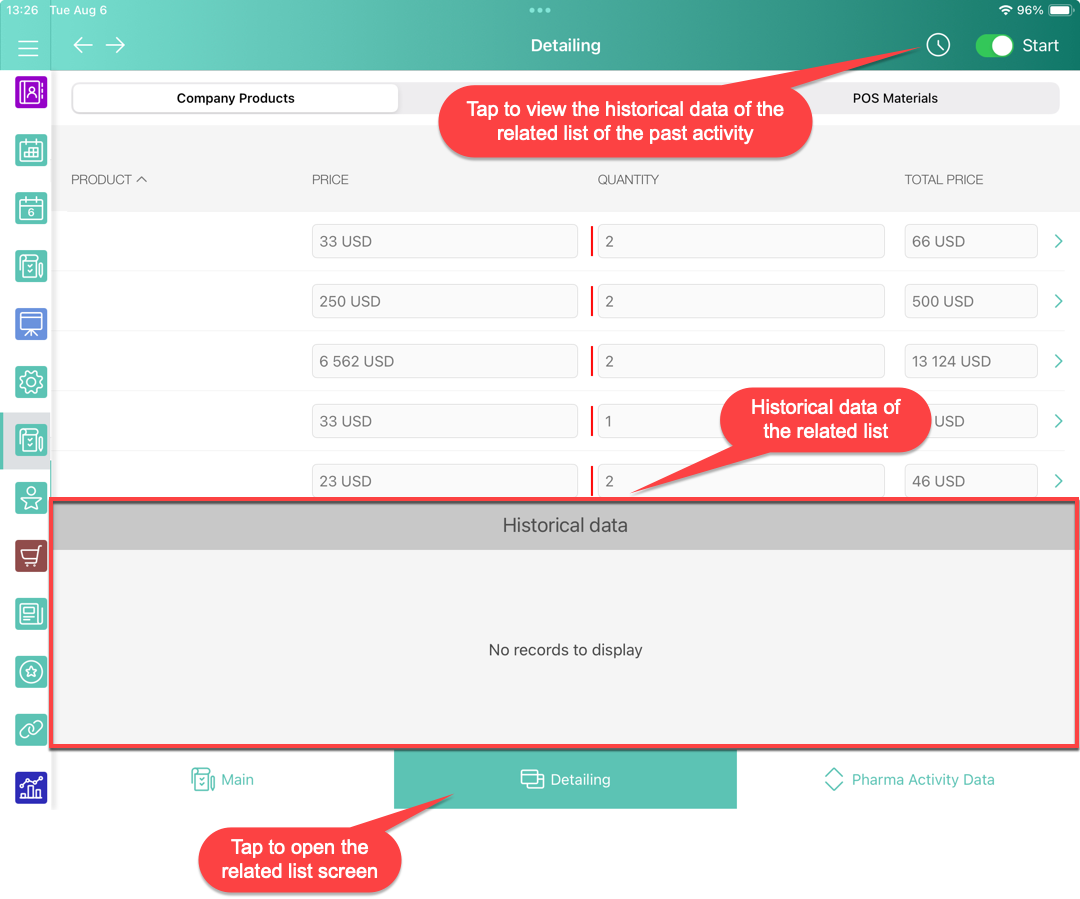 13:26 Tue Aug 6
96%
Detailing
Start
Company Products
POS Materials
Tap to view the historical data of the
related list of the past activity
PRODUCT PRICE QUANTITY TOTAL PRICE
33 USD 2 66 USD
250 USD 2 500 USD
6 562 USD 2 13 124 USD
33 USD 1 USD
Historical data of
the related list
23 USD 2 46 USD
Historical data
No records to display
6
Main
Detailing
Pharma Activity Data
Tap to open the
related list screen